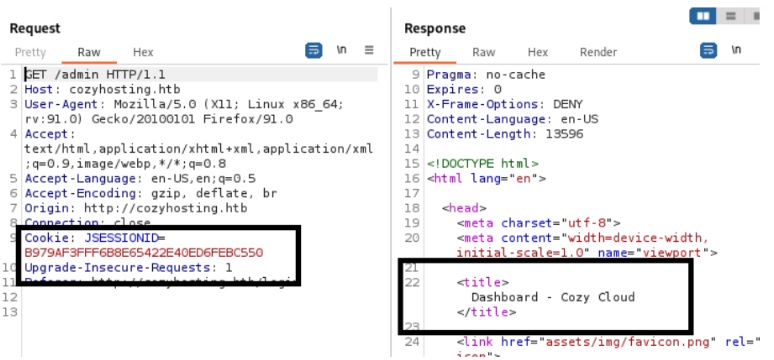 Request
Response
Pretty Raw Hex \n
Pretty Raw Hex Render \n
1 GET /admin HTTP/1.1
2 Host: cozyhosting.htb
3 User-Agent: Mozilla/5.0 (X11; Linux x86_64;
rv:91.0) Gecko/20100101 Firefox/91.0
4 Accept:
text/html,application/xhtml+xml,application/xml
;q=0.9,image/webp,*/*;q=0.8
5 Accept-Language: en-US,en;q=0.5
6 Accept-Encoding: gzip, deflate, br
7 Origin: http://cozyhosting.htb
8 Connection: close
9 Cookie: JSESSIONID=
B979AF3FFF6B8E65422E40ED6FEBC550
10 Upgrade-Insecure-Requests: 1
11 Referer: http://cozyhosting.htb/login
12
13
9 Pragma: no-cache
10 Expires: 0
11 X-Frame-Options: DENY
12 Content-Language: en-US
13 Content-Length: 13596
14
15 <!DOCTYPE html>
16 <html lang="en">
17
18 <head>
19 <meta charset="utf-8">
20 <meta content="width=device-width,
initial-scale=1.0" name="viewport">
21
22 <title>
Dashboard - Cozy Cloud
</title>
23
24 <link href="assets/img/favicon.png" rel="
icon">